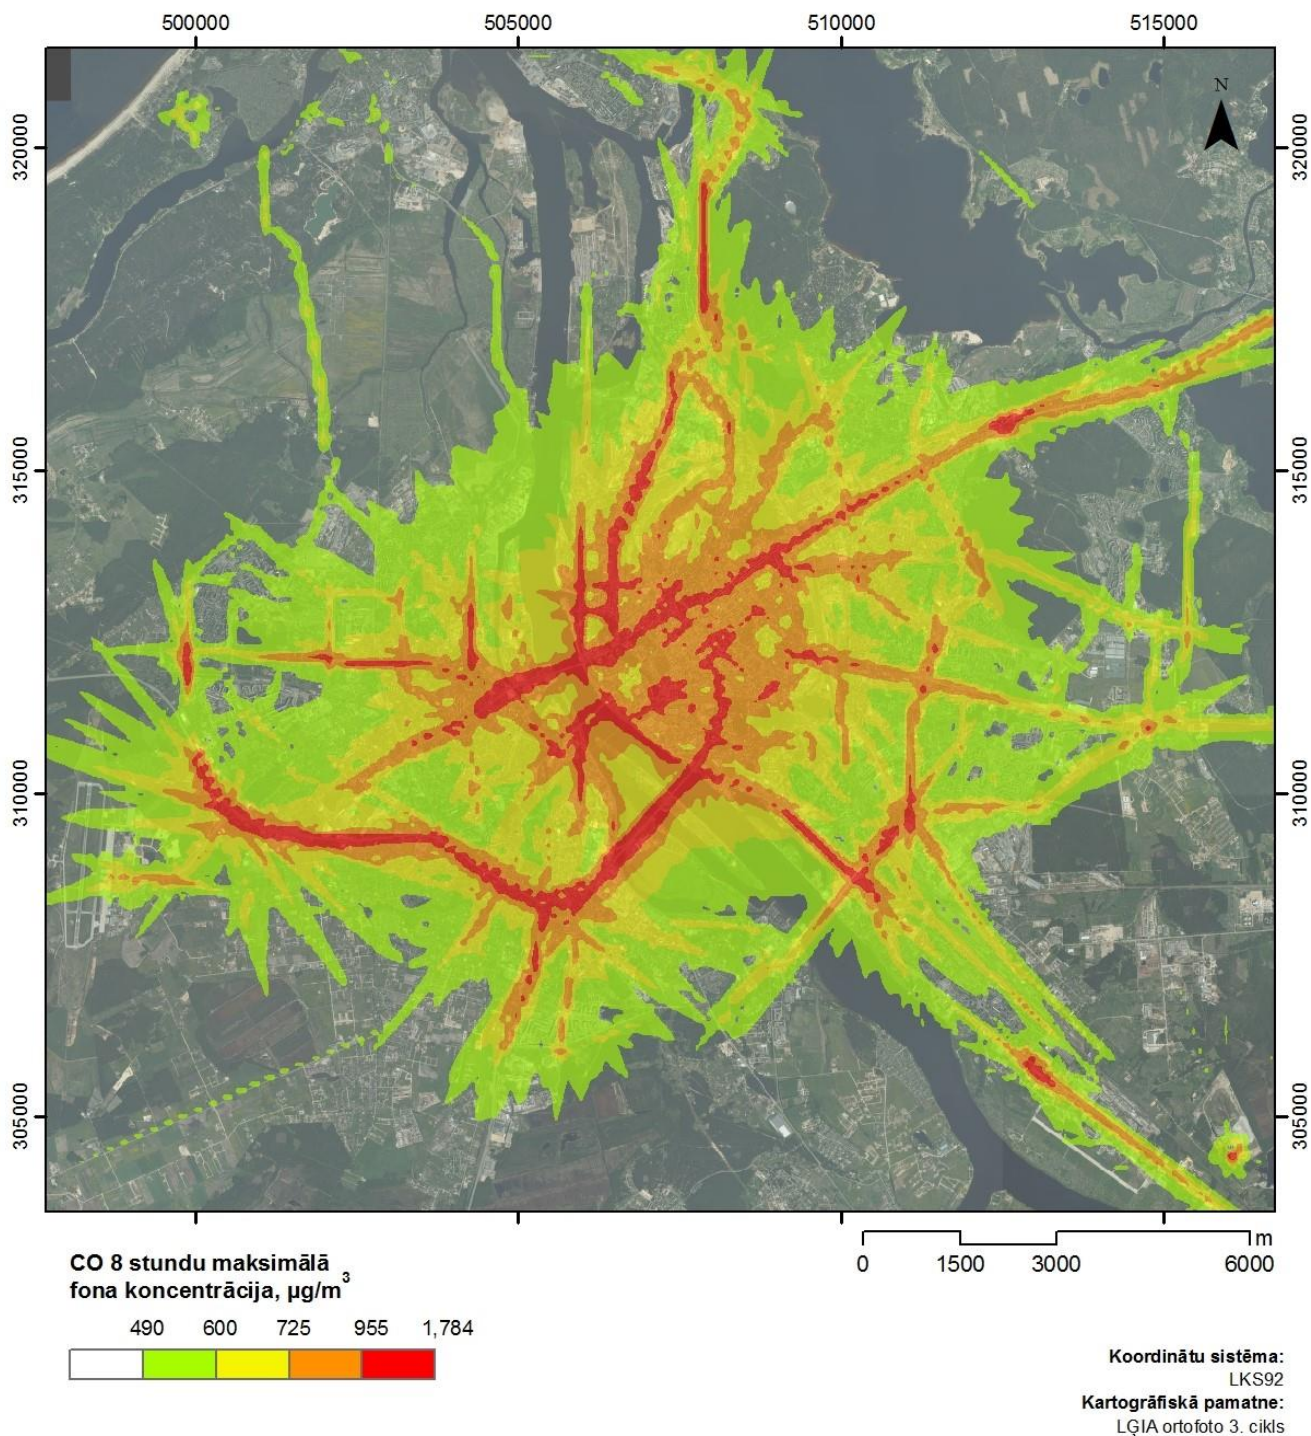 500000 505000 510000 515000
N
320000 320000
315000 315000
310000 310000
305000 305000
m
0 1500 3000 6000
CO 8 stundu maksimālā
fona koncentrācija, µg/m³
490 600 725 955 1,784
Koordinātu sistēma:
LKS92
Kartogrāfiskā pamatne:
LĢIA ortofoto 3. cikls